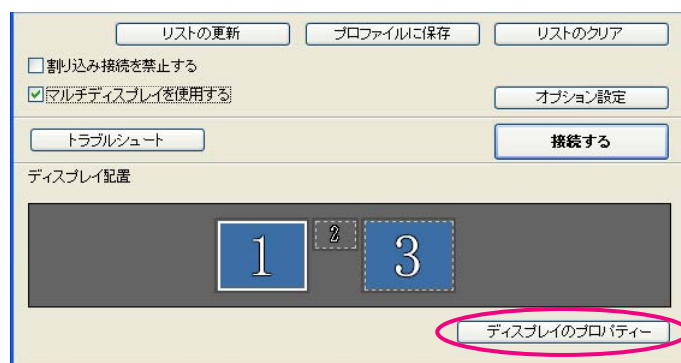 リストの更新 プロファイルに保存 リストのクリア
割り込み接続を禁止する
マルチディスプレイを使用する オプション設定
トラブルシュート 接続する
ディスプレイ配置
1 2 3
ディスプレイのプロパティー